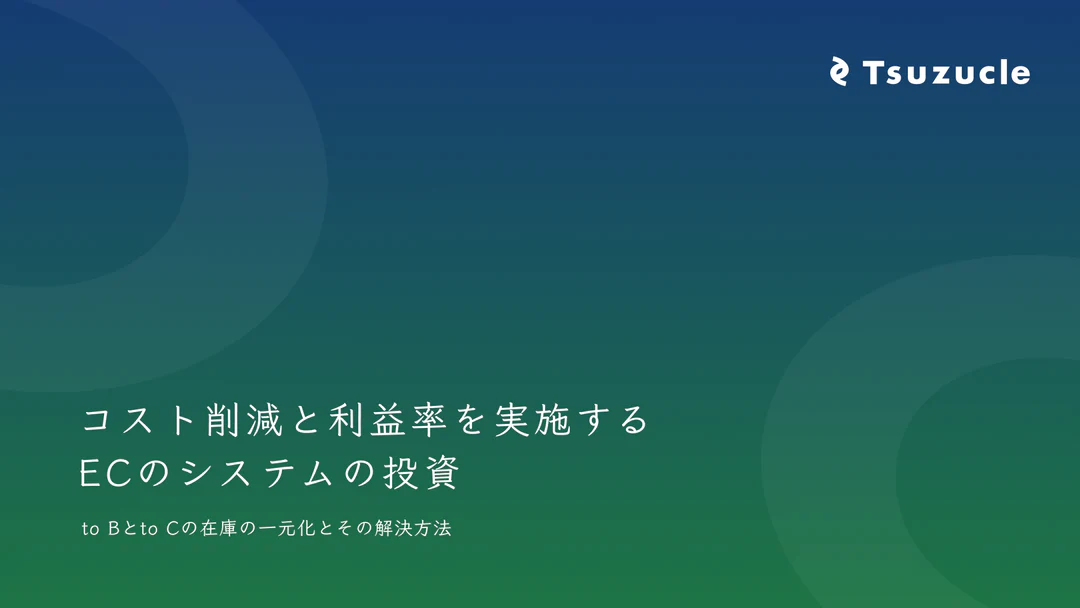 Tsuzucle
コスト削減と利益率を実施する
ECのシステムの投資
to Bとto Cの在庫の一元化とその解決方法